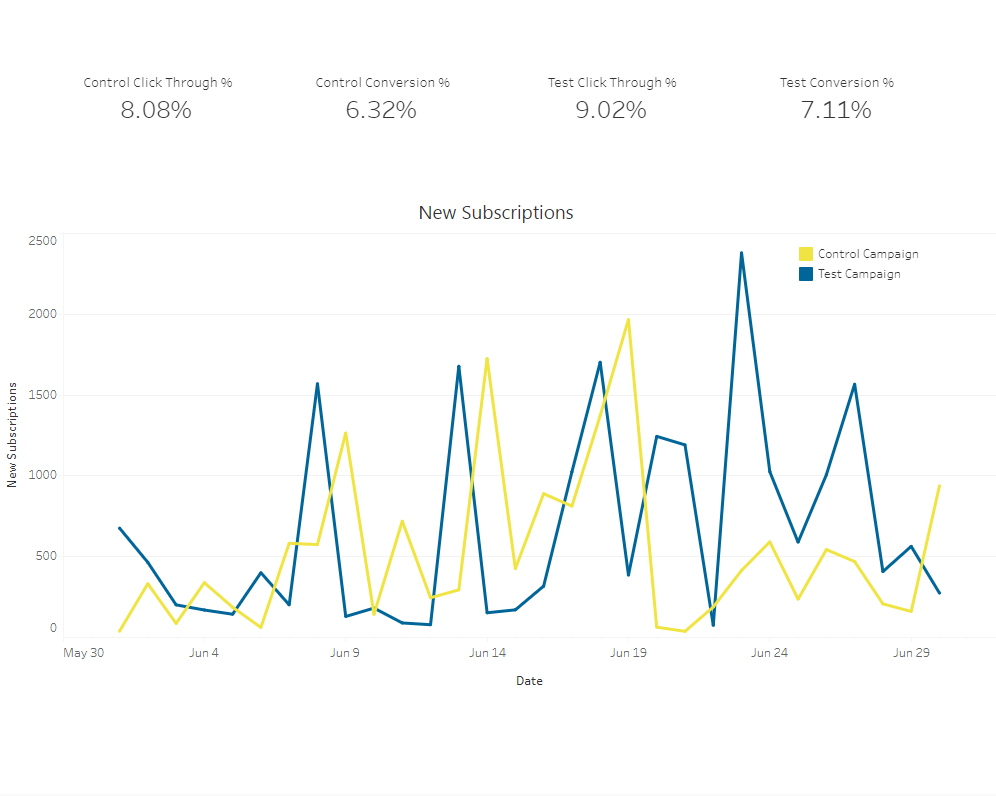 Control Click Through %
8.08%
Control Conversion %
6.32%
Test Click Through %
9.02%
Test Conversion %
7.11%
New Subscriptions
Control Campaign
Test Campaign
New Subscriptions
2500
2000
1500
1000
500
0
May 30
Jun 4
Jun 9
Jun 14
Jun 19
Jun 24
Jun 29
Date